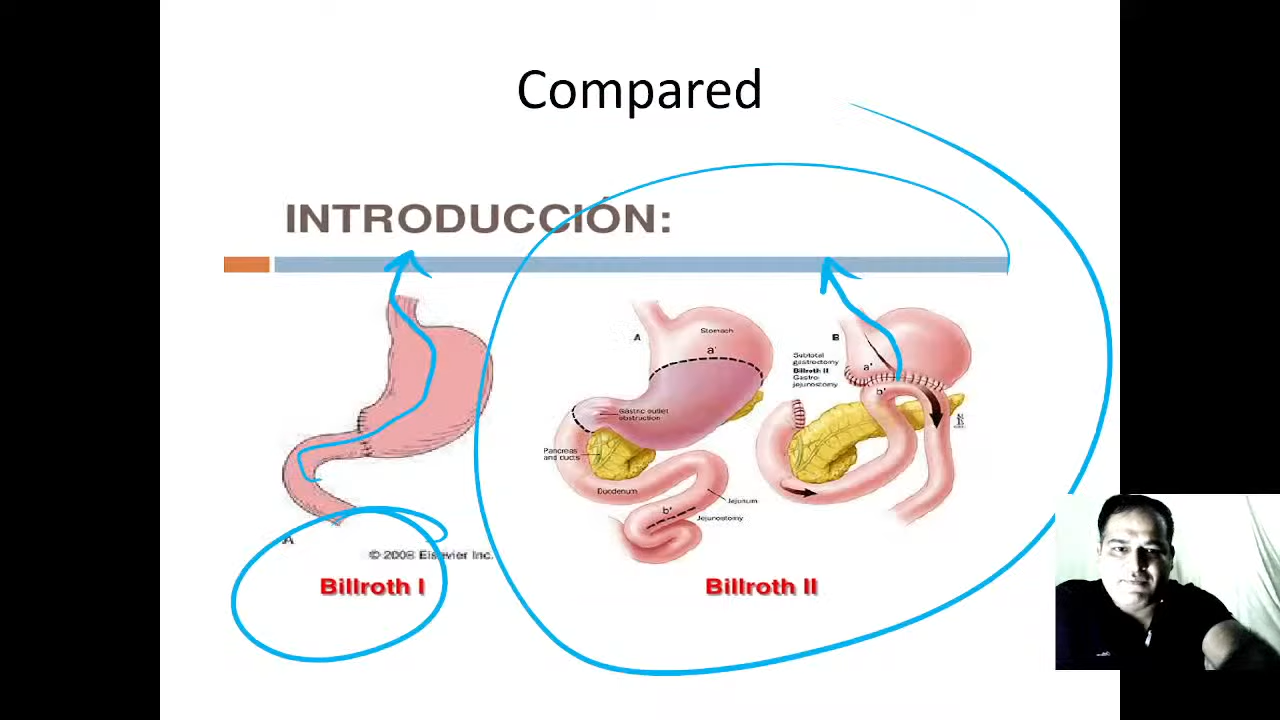 Compared
INTRODUCCIÓN:
A
© 2008 Elsevier Inc.
Billroth I
A
Stomach
a'
Gastric outlet
obstruction
Pancreas
and ducts
Duodenum
Jejunum
b'
Jejunostomy
B
Subtotal
gastrectomy
Billroth II
Gastro-
jejunostomy
a'
b'
Billroth II